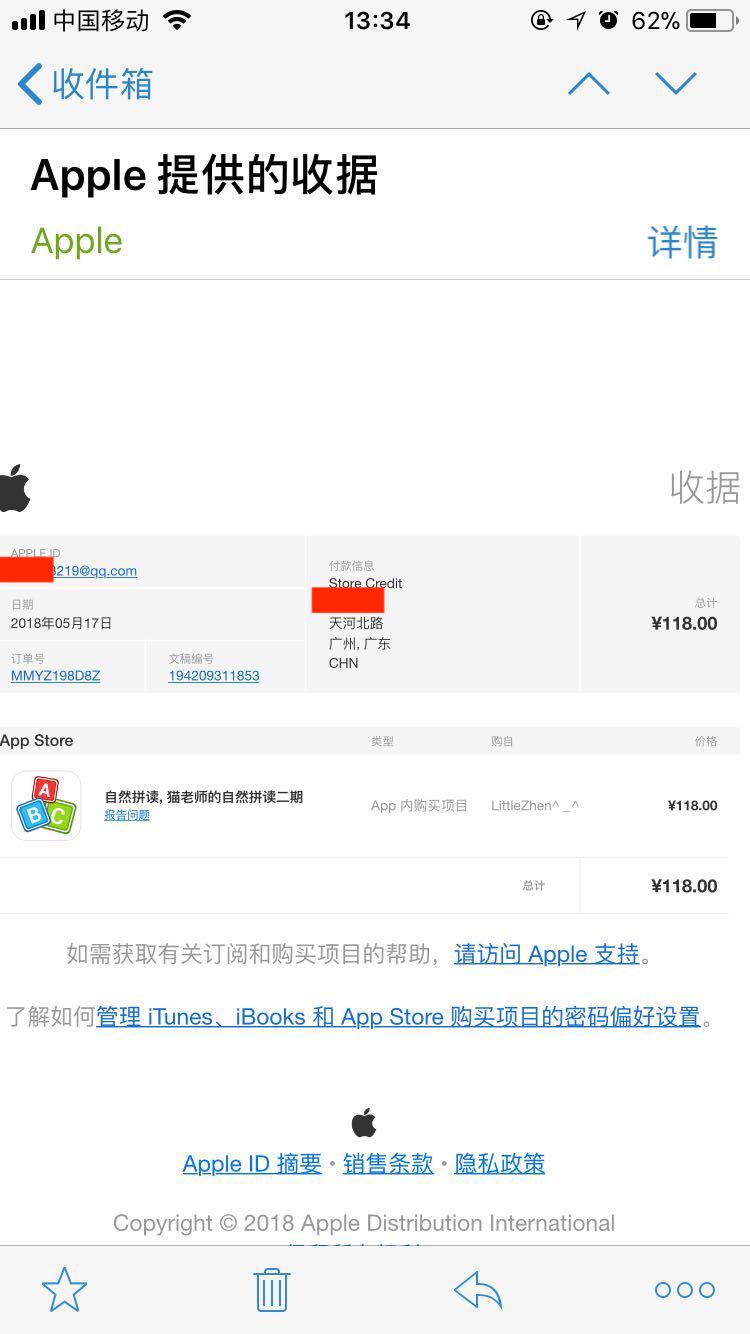 中国移动 13:34 62%
收件箱
Apple 提供的收据
Apple 详情
收据
APPLE ID
3219@qq.com
日期
2018年05月17日
订单号 文稿编号
MMYZ198D8Z 194209311853
付款信息
Store Credit
天河北路
广州, 广东
CHN
总计
¥118.00
App Store 类型 购自 价格
自然拼读, 猫老师的自然拼读二期
报告问题
App 内购买项目 LittleZhen^_^ ¥118.00
A
B C
总计 ¥118.00
如需获取有关订阅和购买项目的帮助，请访问 Apple 支持。
了解如何管理 iTunes、iBooks 和 App Store 购买项目的密码偏好设置。
Apple ID 摘要 • 销售条款 • 隐私政策
Copyright © 2018 Apple Distribution International